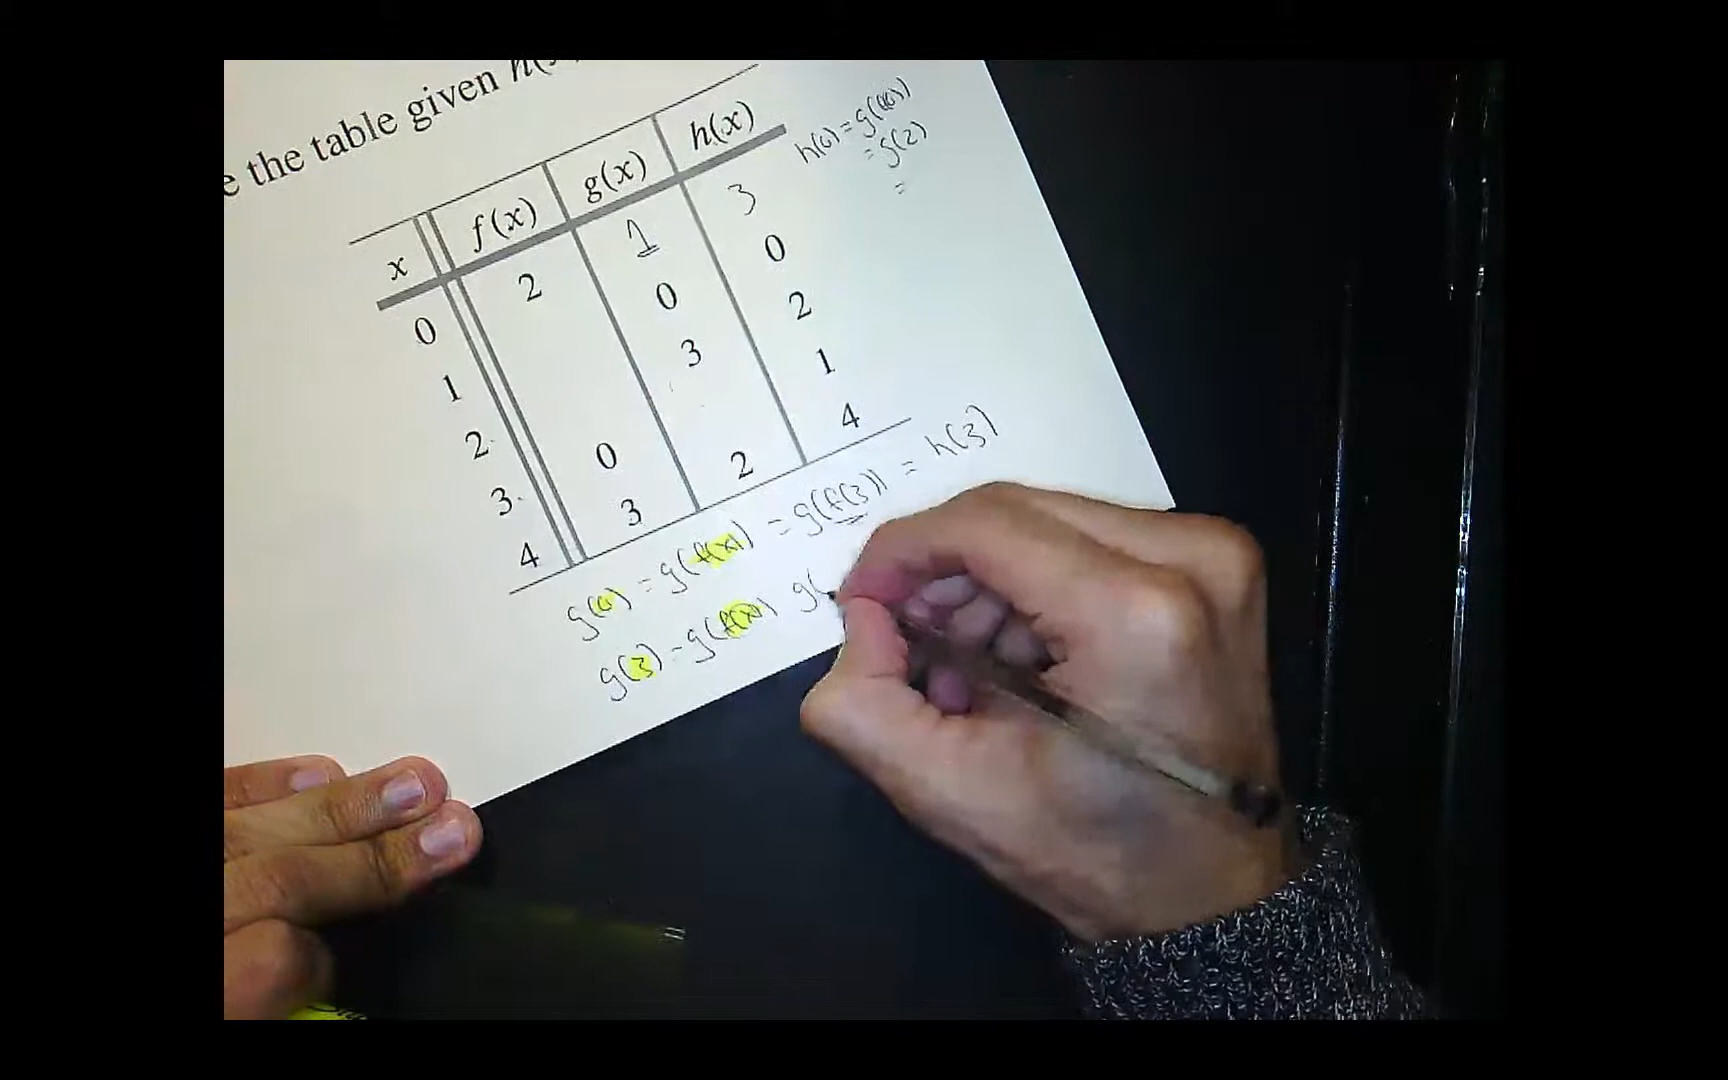 e the table given h(
x f(x) g(x) h(x)
0 2 1 3
1 0 0
2 3 2
3 0 1
4 3 2 4
h(0) = g(f(0))
= g(2)
=
g(0) = g(f(x)) = g(f(3)) = h(3)
g(3) = g(f(x)) g(